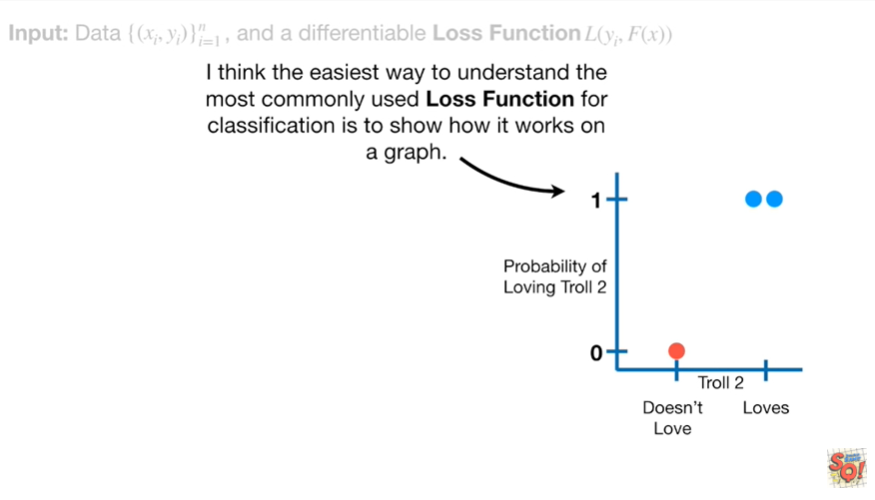 Input: Data {(xᵢ, yᵢ)}ⁿᵢ₌₁, and a differentiable Loss Function L(yᵢ, F(x))
I think the easiest way to understand the
most commonly used Loss Function for
classification is to show how it works on
a graph.
1
Probability of
Loving Troll 2
0
Troll 2
Doesn't
Love
Loves
SQ!